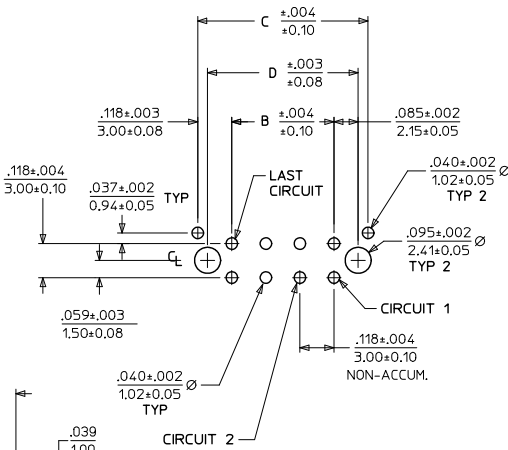 C ±.004
±0.10
D ±.003
±0.08
.118±.003
3.00±0.08
B ±.004
±0.10
.085±.002
2.15±0.05
.118±.004
3.00±0.10
.037±.002
0.94±0.05
TYP
LAST
CIRCUIT
.040±.002
1.02±0.05
Ø
TYP 2
.095±.002
2.41±0.05
Ø
TYP 2
CL
.059±.003
1.50±0.08
CIRCUIT 1
.118±.004
3.00±0.10
NON-ACCUM.
.040±.002
1.02±0.05
Ø
TYP
CIRCUIT 2
.039
1.00